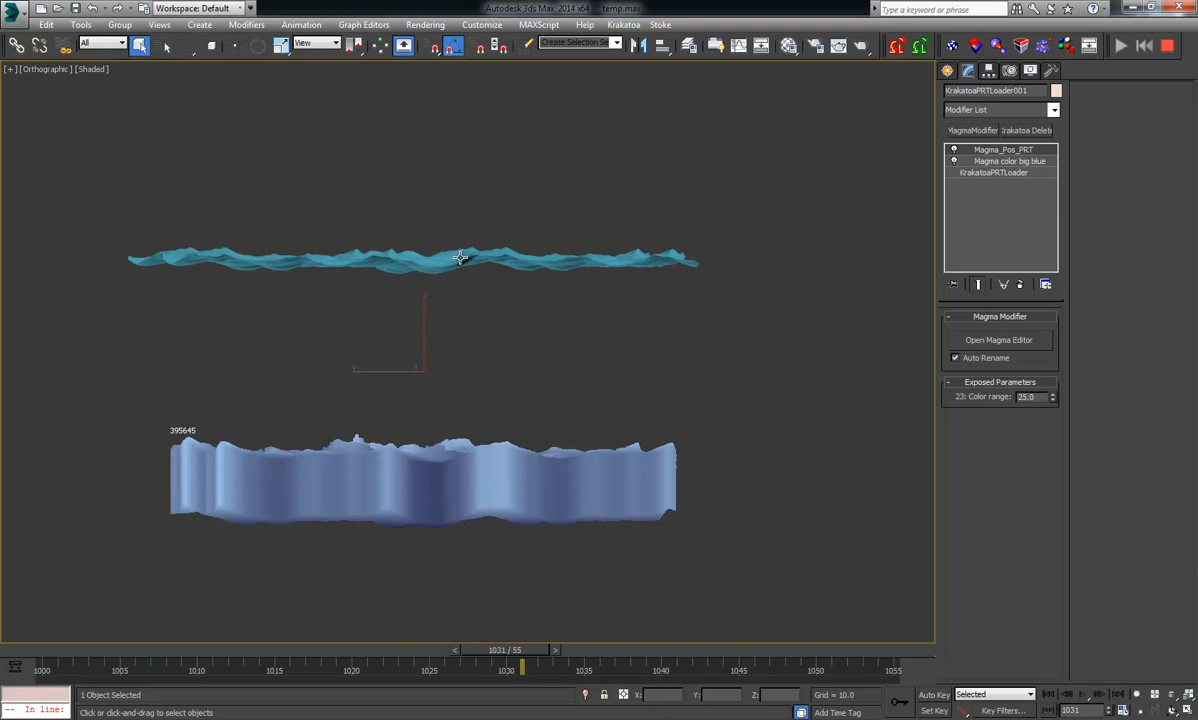 Workspace: Default
Autodesk 3ds Max 2014 x64 temp.max
Type a keyword or phrase
Edit Tools Group Views Create Modifiers Animation Graph Editors Rendering Customize MAXScript Help Krakatoa Stoke
All
View
Create Selection Se
[+] [Orthographic] [Shaded]
KrakatoaPRTLoader001
Modifier List
MagmaModifier Krakatoa Delete
Magma_Pos_PRT
Magma color big blue
KrakatoaPRTLoader
- Magma Modifier
Open Magma Editor
Auto Rename
- Exposed Parameters
23: Color range: 25.0
z
y x
395645
< 1031 / 55 >
1000 1005 1010 1015 1020 1025 1030 1035 1040 1045 1050 1055
1 Object Selected
X: Y: Z: Grid = 10.0
Auto Key Selected
-- In line:
Click or click-and-drag to select objects
Add Time Tag
Set Key Key Filters... 1031